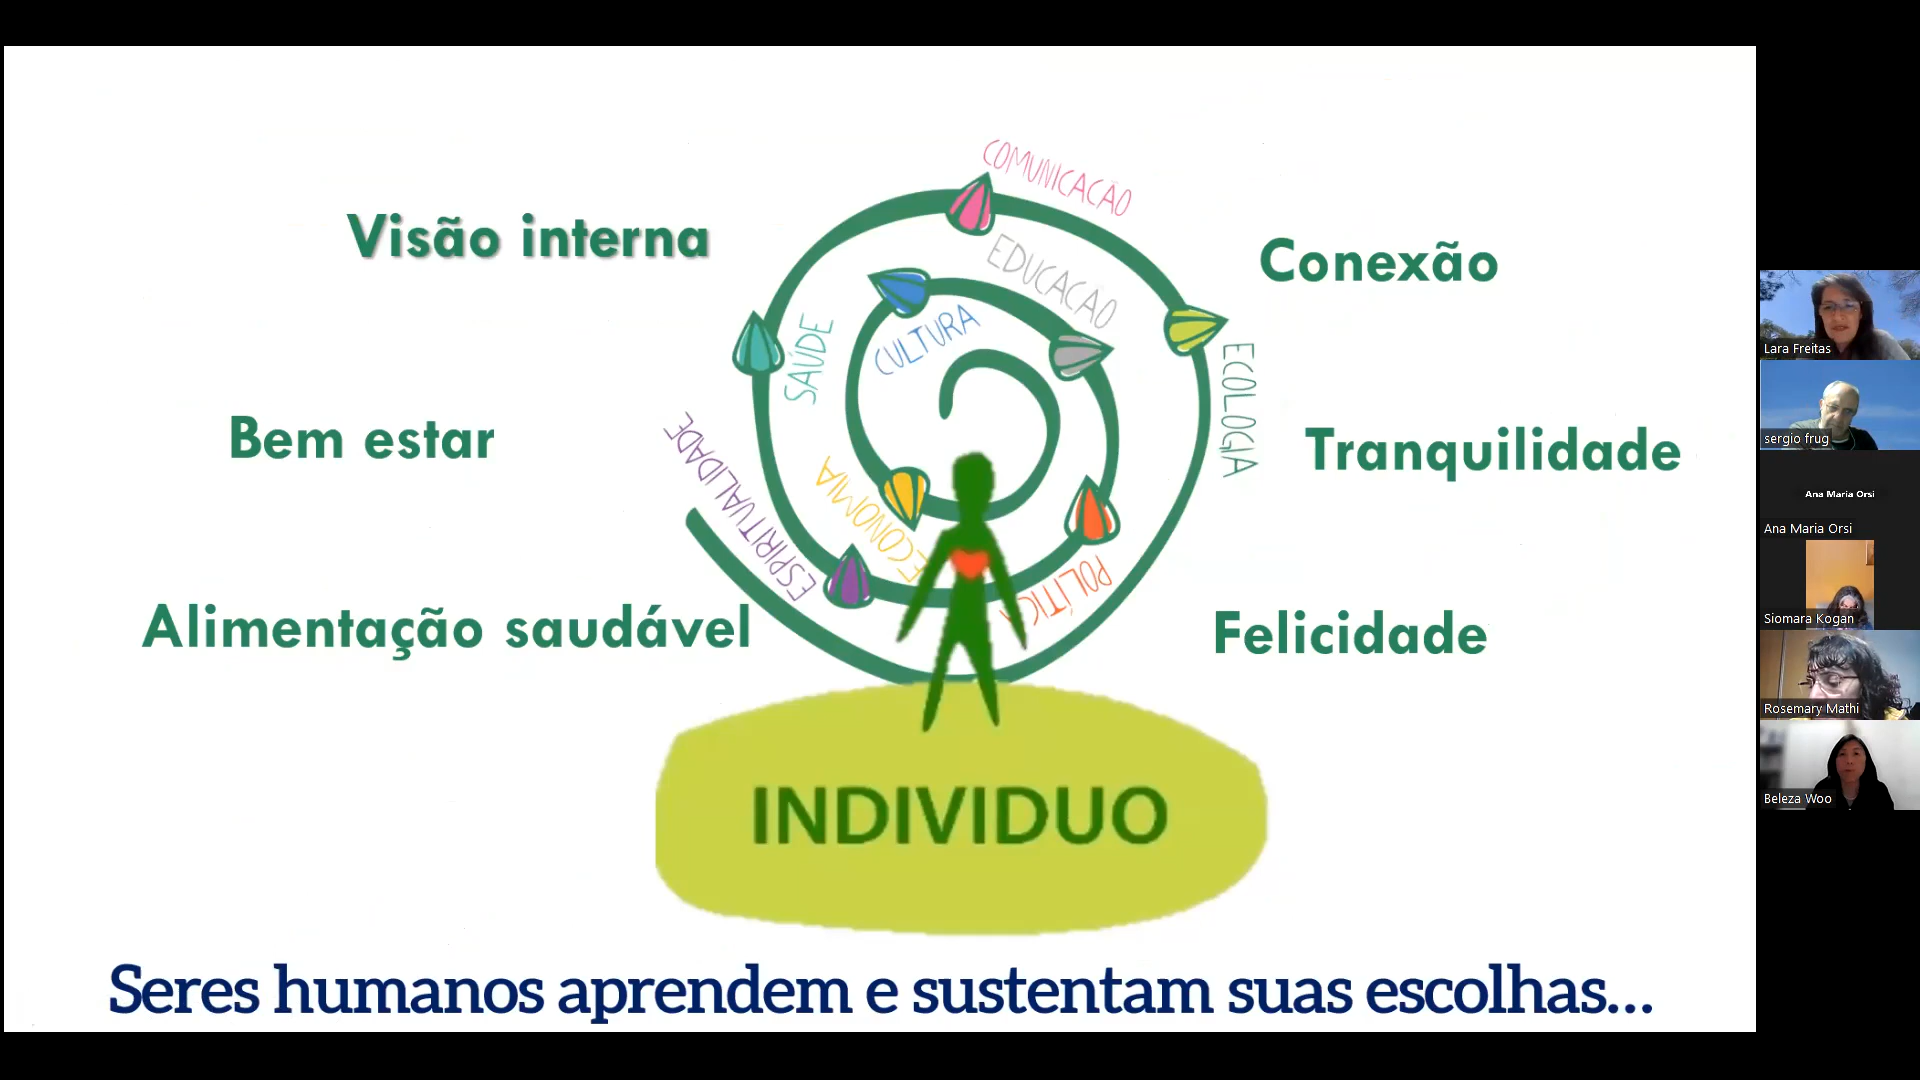 COMUNICAÇÃO
Visão interna
EDUCAÇÃO
Conexão
CULTURA
SAÚDE
ECOLOGIA
Bem estar
Tranquilidade
ESPIRITUALIDADE
ECONOMIA
POLÍTICA
Alimentação saudável
Felicidade
INDIVIDUO
Seres humanos aprendem e sustentam suas escolhas...
Lara Freitas
sergio frug
Ana Maria Orsi
Ana Maria Orsi
Siomara Kogan
Rosemary Mathi
Beleza Woo